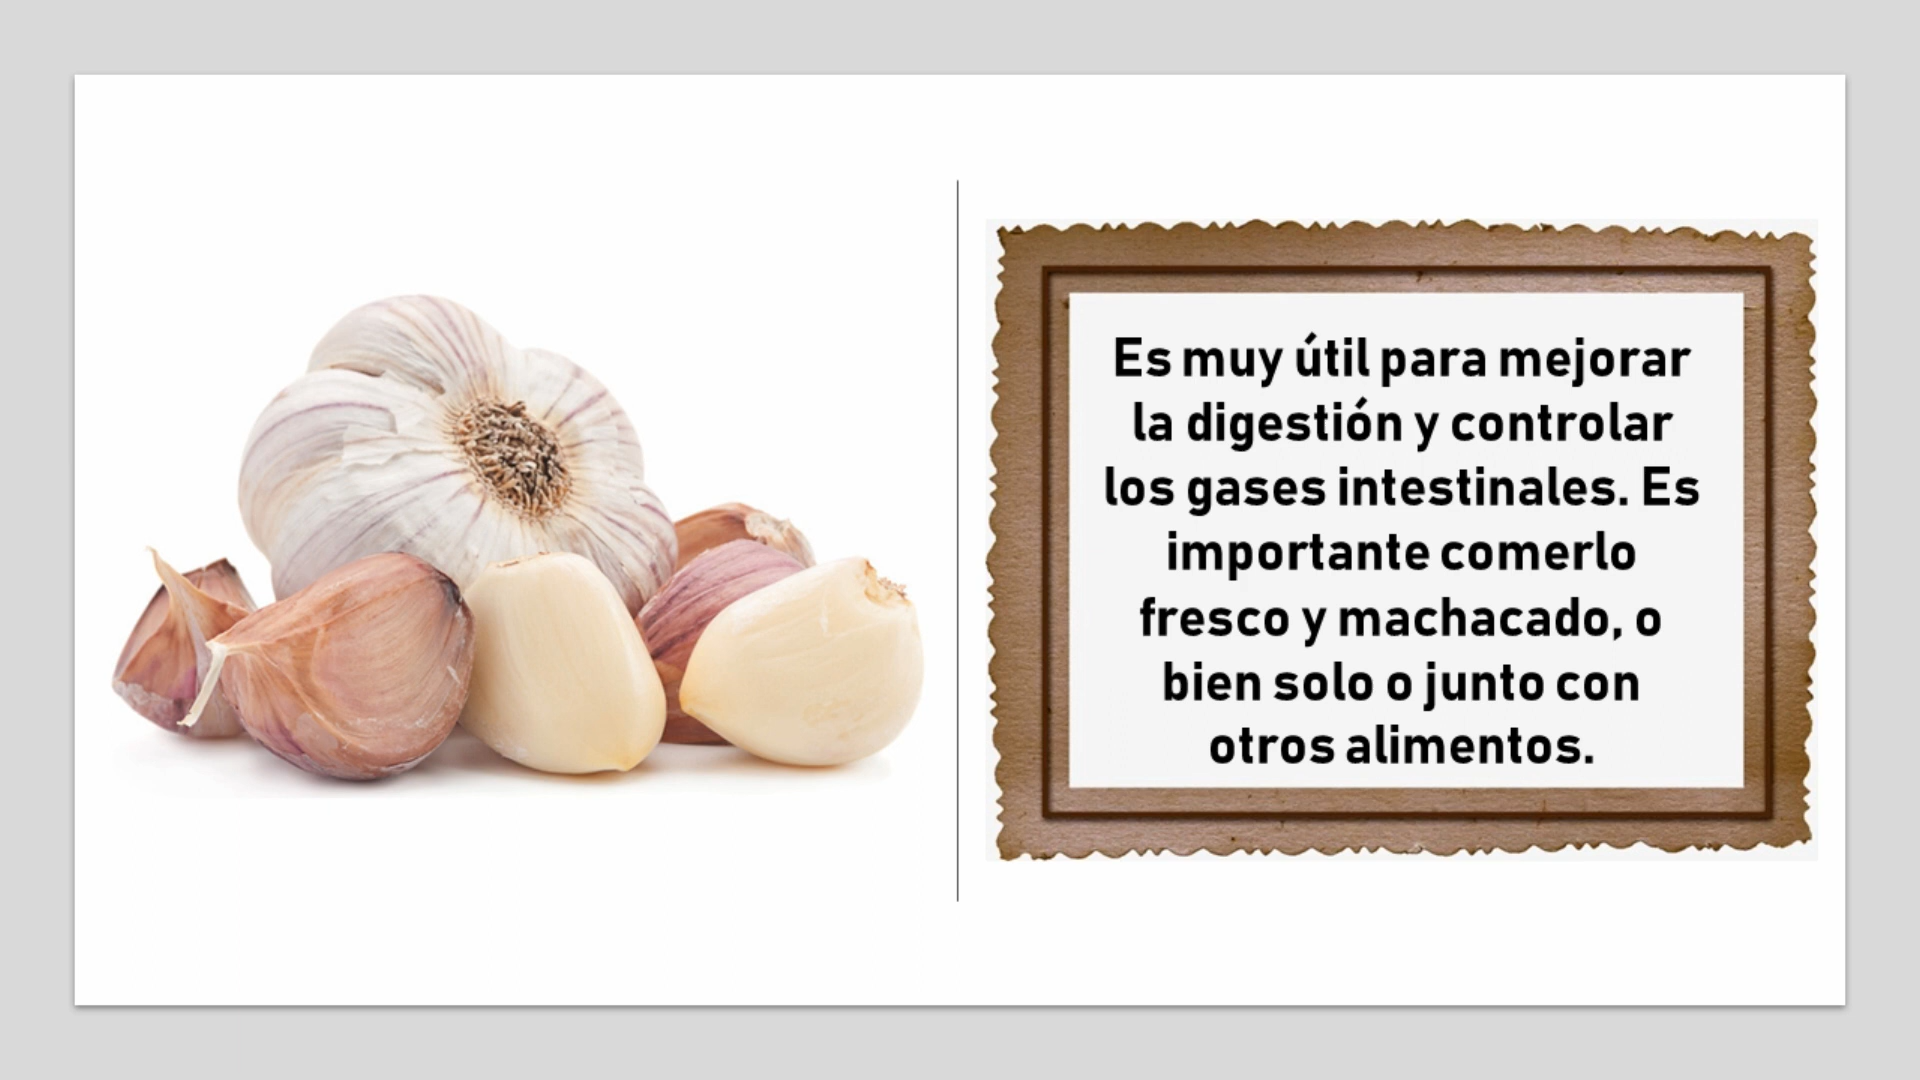 Es muy útil para mejorar
la digestión y controlar
los gases intestinales. Es
importante comerlo
fresco y machacado, o
bien solo o junto con
otros alimentos.